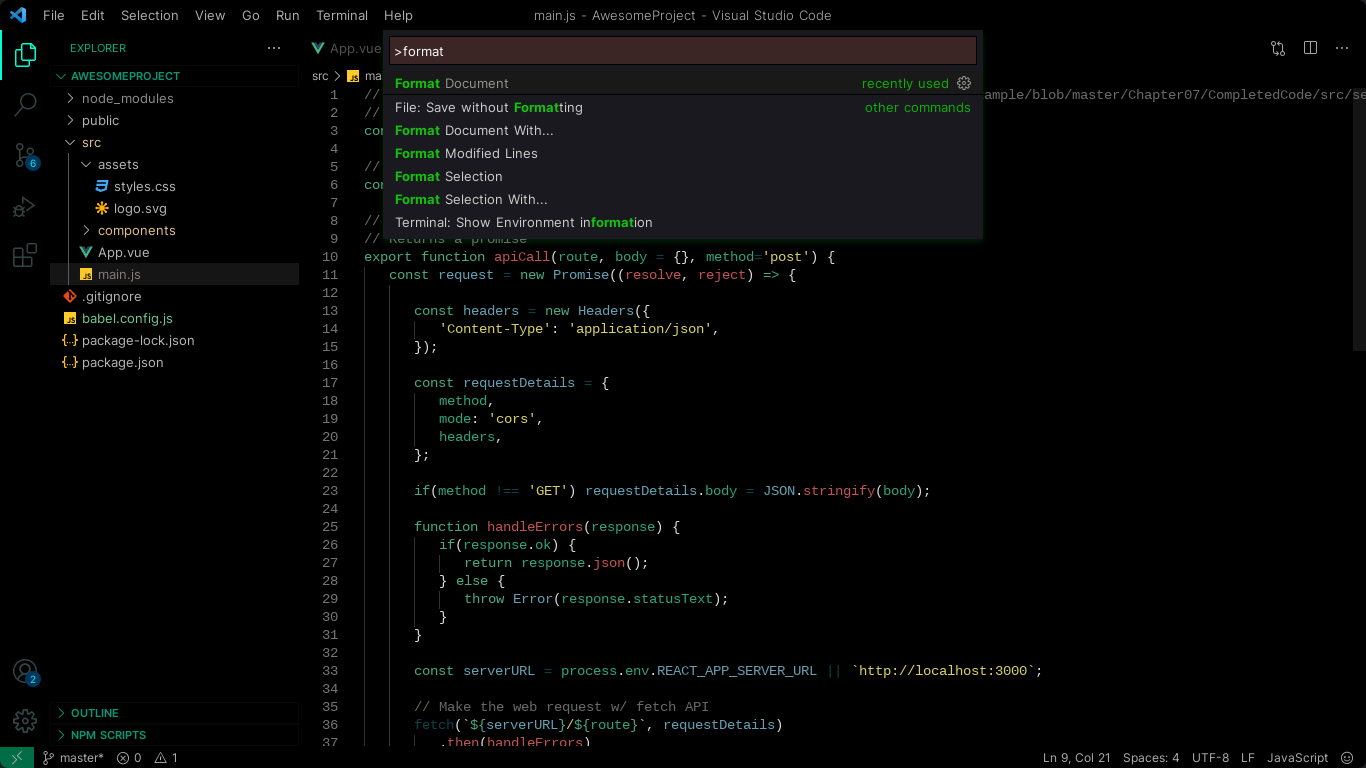 File Edit Selection View Go Run Terminal Help
main.js - AwesomeProject - Visual Studio Code
EXPLORER
AWESOMEPROJECT
node_modules
public
src
assets
styles.css
logo.svg
components
App.vue
main.js
.gitignore
babel.config.js
package-lock.json
package.json
OUTLINE
NPM SCRIPTS
6
2
App.vue
src
>format
Format Document recently used
File: Save without Formatting other commands
Format Document With...
Format Modified Lines
Format Selection
Format Selection With...
Terminal: Show Environment information
1 // ample/blob/master/Chapter07/CompletedCode/src/se
2 //
3
4
5 //
6
7
8 //
9 // Returns a promise
10 export function apiCall(route, body = {}, method='post') {
11 const request = new Promise((resolve, reject) => {
12
13 const headers = new Headers({
14 'Content-Type': 'application/json',
15 });
16
17 const requestDetails = {
18 method,
19 mode: 'cors',
20 headers,
21 };
22
23 if(method !== 'GET') requestDetails.body = JSON.stringify(body);
24
25 function handleErrors(response) {
26 if(response.ok) {
27 return response.json();
28 } else {
29 throw Error(response.statusText);
30 }
31 }
32
33 const serverURL = process.env.REACT_APP_SERVER_URL || `http://localhost:3000`;
34
35 // Make the web request w/ fetch API
36 fetch(`${serverURL}/${route}`, requestDetails)
37 .then(handleErrors)
master* 0 1
Ln 9, Col 21 Spaces: 4 UTF-8 LF JavaScript